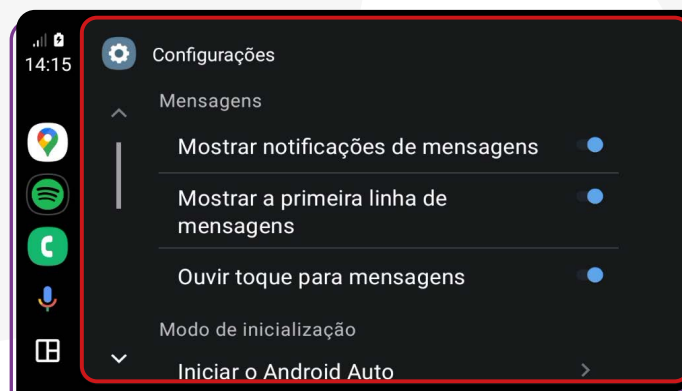 14:15
Configurações
Mensagens
Mostrar notificações de mensagens
Mostrar a primeira linha de
mensagens
Ouvir toque para mensagens
Modo de inicialização
Iniciar o Android Auto